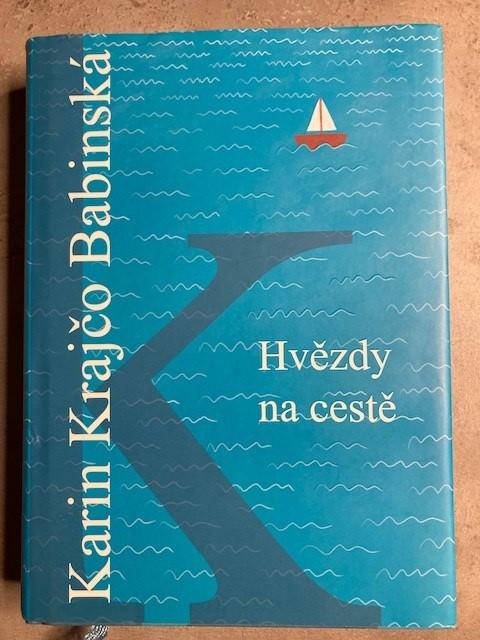 Karin Krajčo Babinská
K
Hvězdy
na cestě